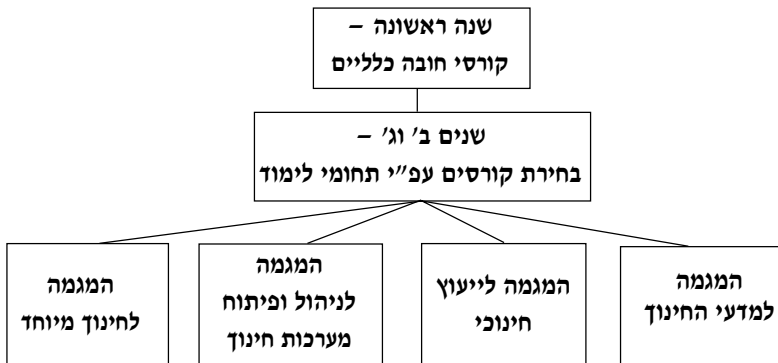 שנה ראשונה –
קורסי חובה כלליים
שנים ב' וג' –
בחירת קורסים עפ"י תחומי לימוד
המגמה
למדעי החינוך
המגמה לייעוץ
חינוכי
המגמה
לניהול ופיתוח
מערכות חינוך
המגמה
לחינוך מיוחד